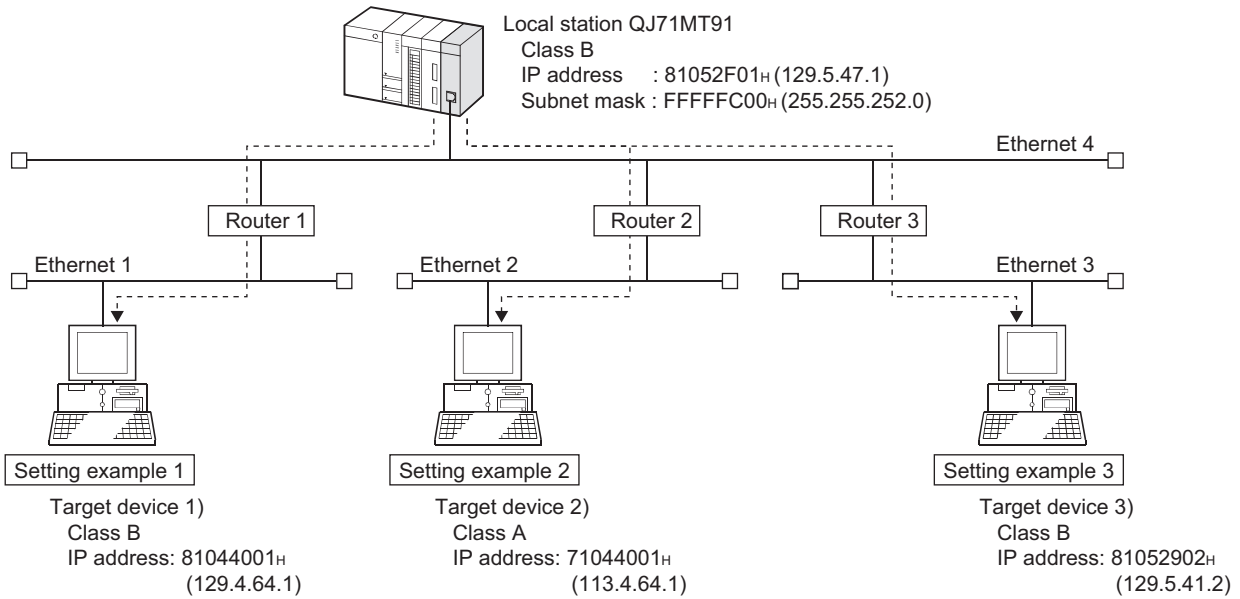 Local station QJ71MT91
Class B
IP address : 81052F01H (129.5.47.1)
Subnet mask : FFFFFC00H (255.255.252.0)
Ethernet 4
Router 1
Router 2
Router 3
Ethernet 1
Ethernet 2
Ethernet 3
Setting example 1
Setting example 2
Setting example 3
Target device 1)
Class B
IP address: 81044001H
(129.4.64.1)
Target device 2)
Class A
IP address: 71044001H
(113.4.64.1)
Target device 3)
Class B
IP address: 81052902H
(129.5.41.2)